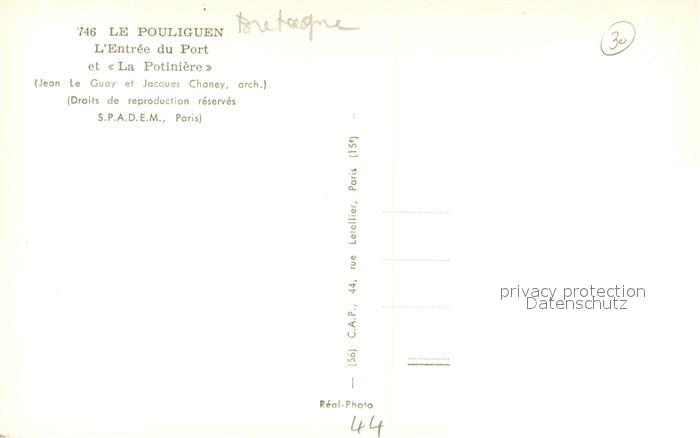 746 LE POULIGUEN
Bretagne
30
L'Entrée du Port
et « La Potinière »
(Jean Le Guay et Jacques Chaney, arch.)
(Droits de reproduction réservés
S.P.A.D.E.M., Paris)
(56) C.A.P., 44, rue Letellier, Paris (15e)
privacy protection
Datenschutz
Réal-Photo
44